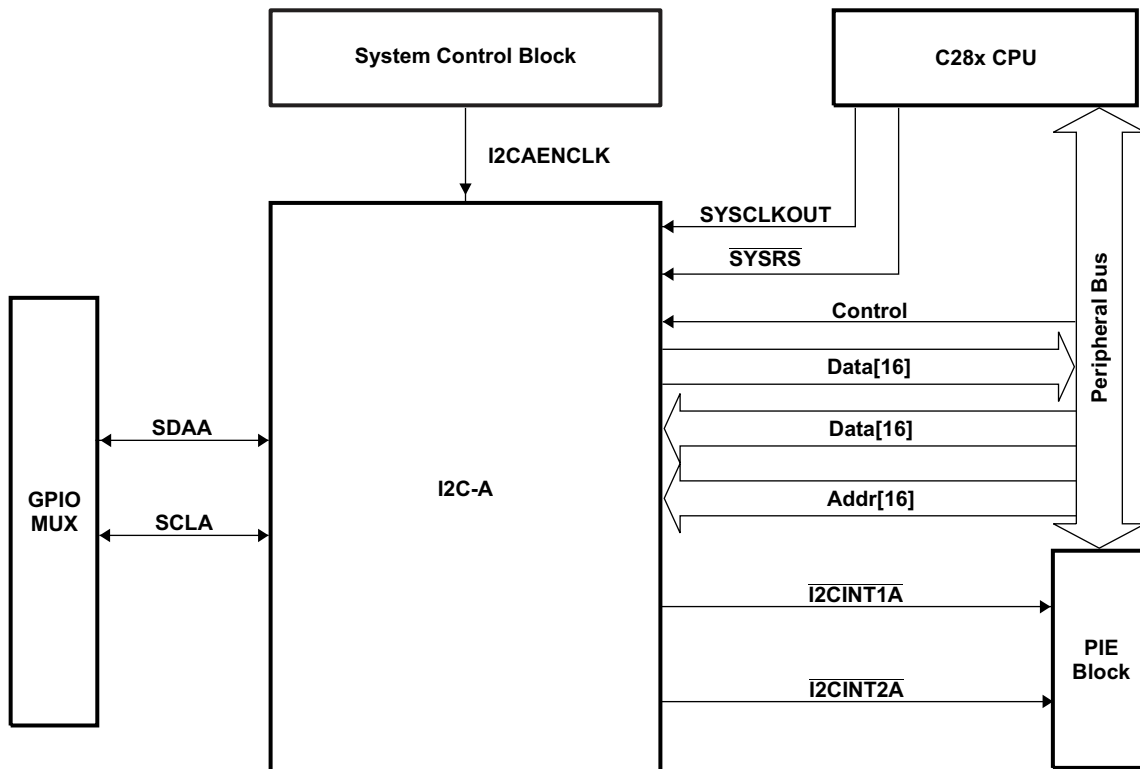 System Control Block
C28x CPU
I2CAENCLK
SYSCLKOUT
SYSRS
Control
Data[16]
Peripheral Bus
SDAA
Data[16]
I2C-A
GPIO
MUX
Addr[16]
SCLA
I2CINT1A
PIE
Block
I2CINT2A